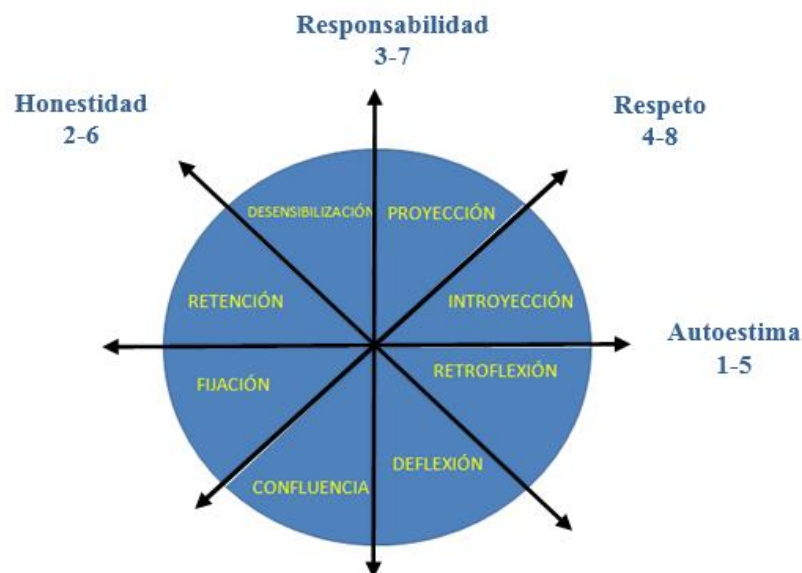 Responsabilidad
3-7
Honestidad
2-6
Respeto
4-8
DESENSIBILIZACIÓN
PROYECCIÓN
RETENCIÓN
INTROYECCIÓN
Autoestima
1-5
FIJACIÓN
RETROFLEXIÓN
CONFLUENCIA
DEFLEXIÓN